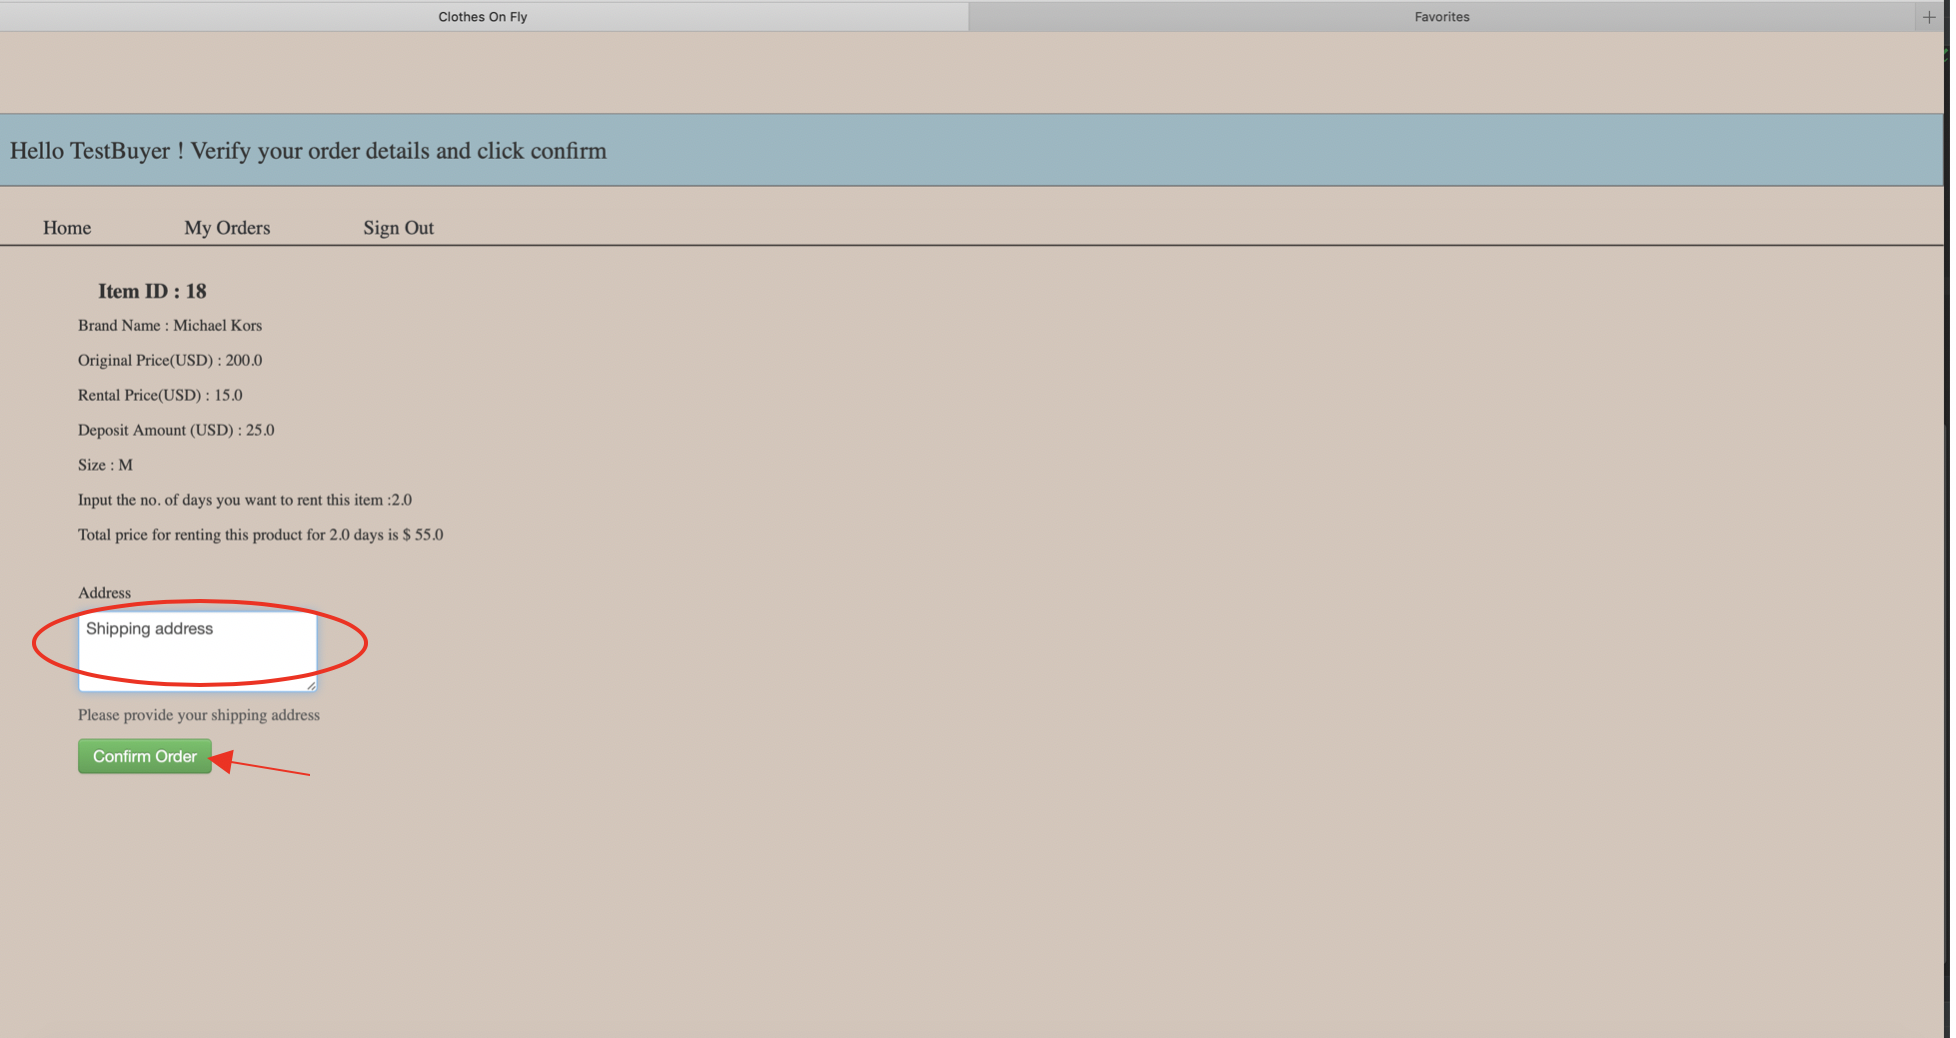 Clothes On Fly
Favorites
Hello TestBuyer ! Verify your order details and click confirm
Home
My Orders
Sign Out
Item ID : 18
Brand Name : Michael Kors
Original Price(USD) : 200.0
Rental Price(USD) : 15.0
Deposit Amount (USD) : 25.0
Size : M
Input the no. of days you want to rent this item :2.0
Total price for renting this product for 2.0 days is $ 55.0
Address
Shipping address
Please provide your shipping address
Confirm Order